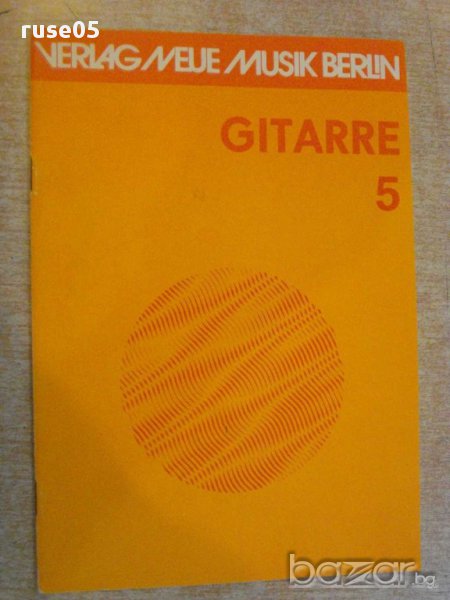 ruse05
VERLAG NEUE MUSIK BERLIN
GITARRE
5
bazar.bg